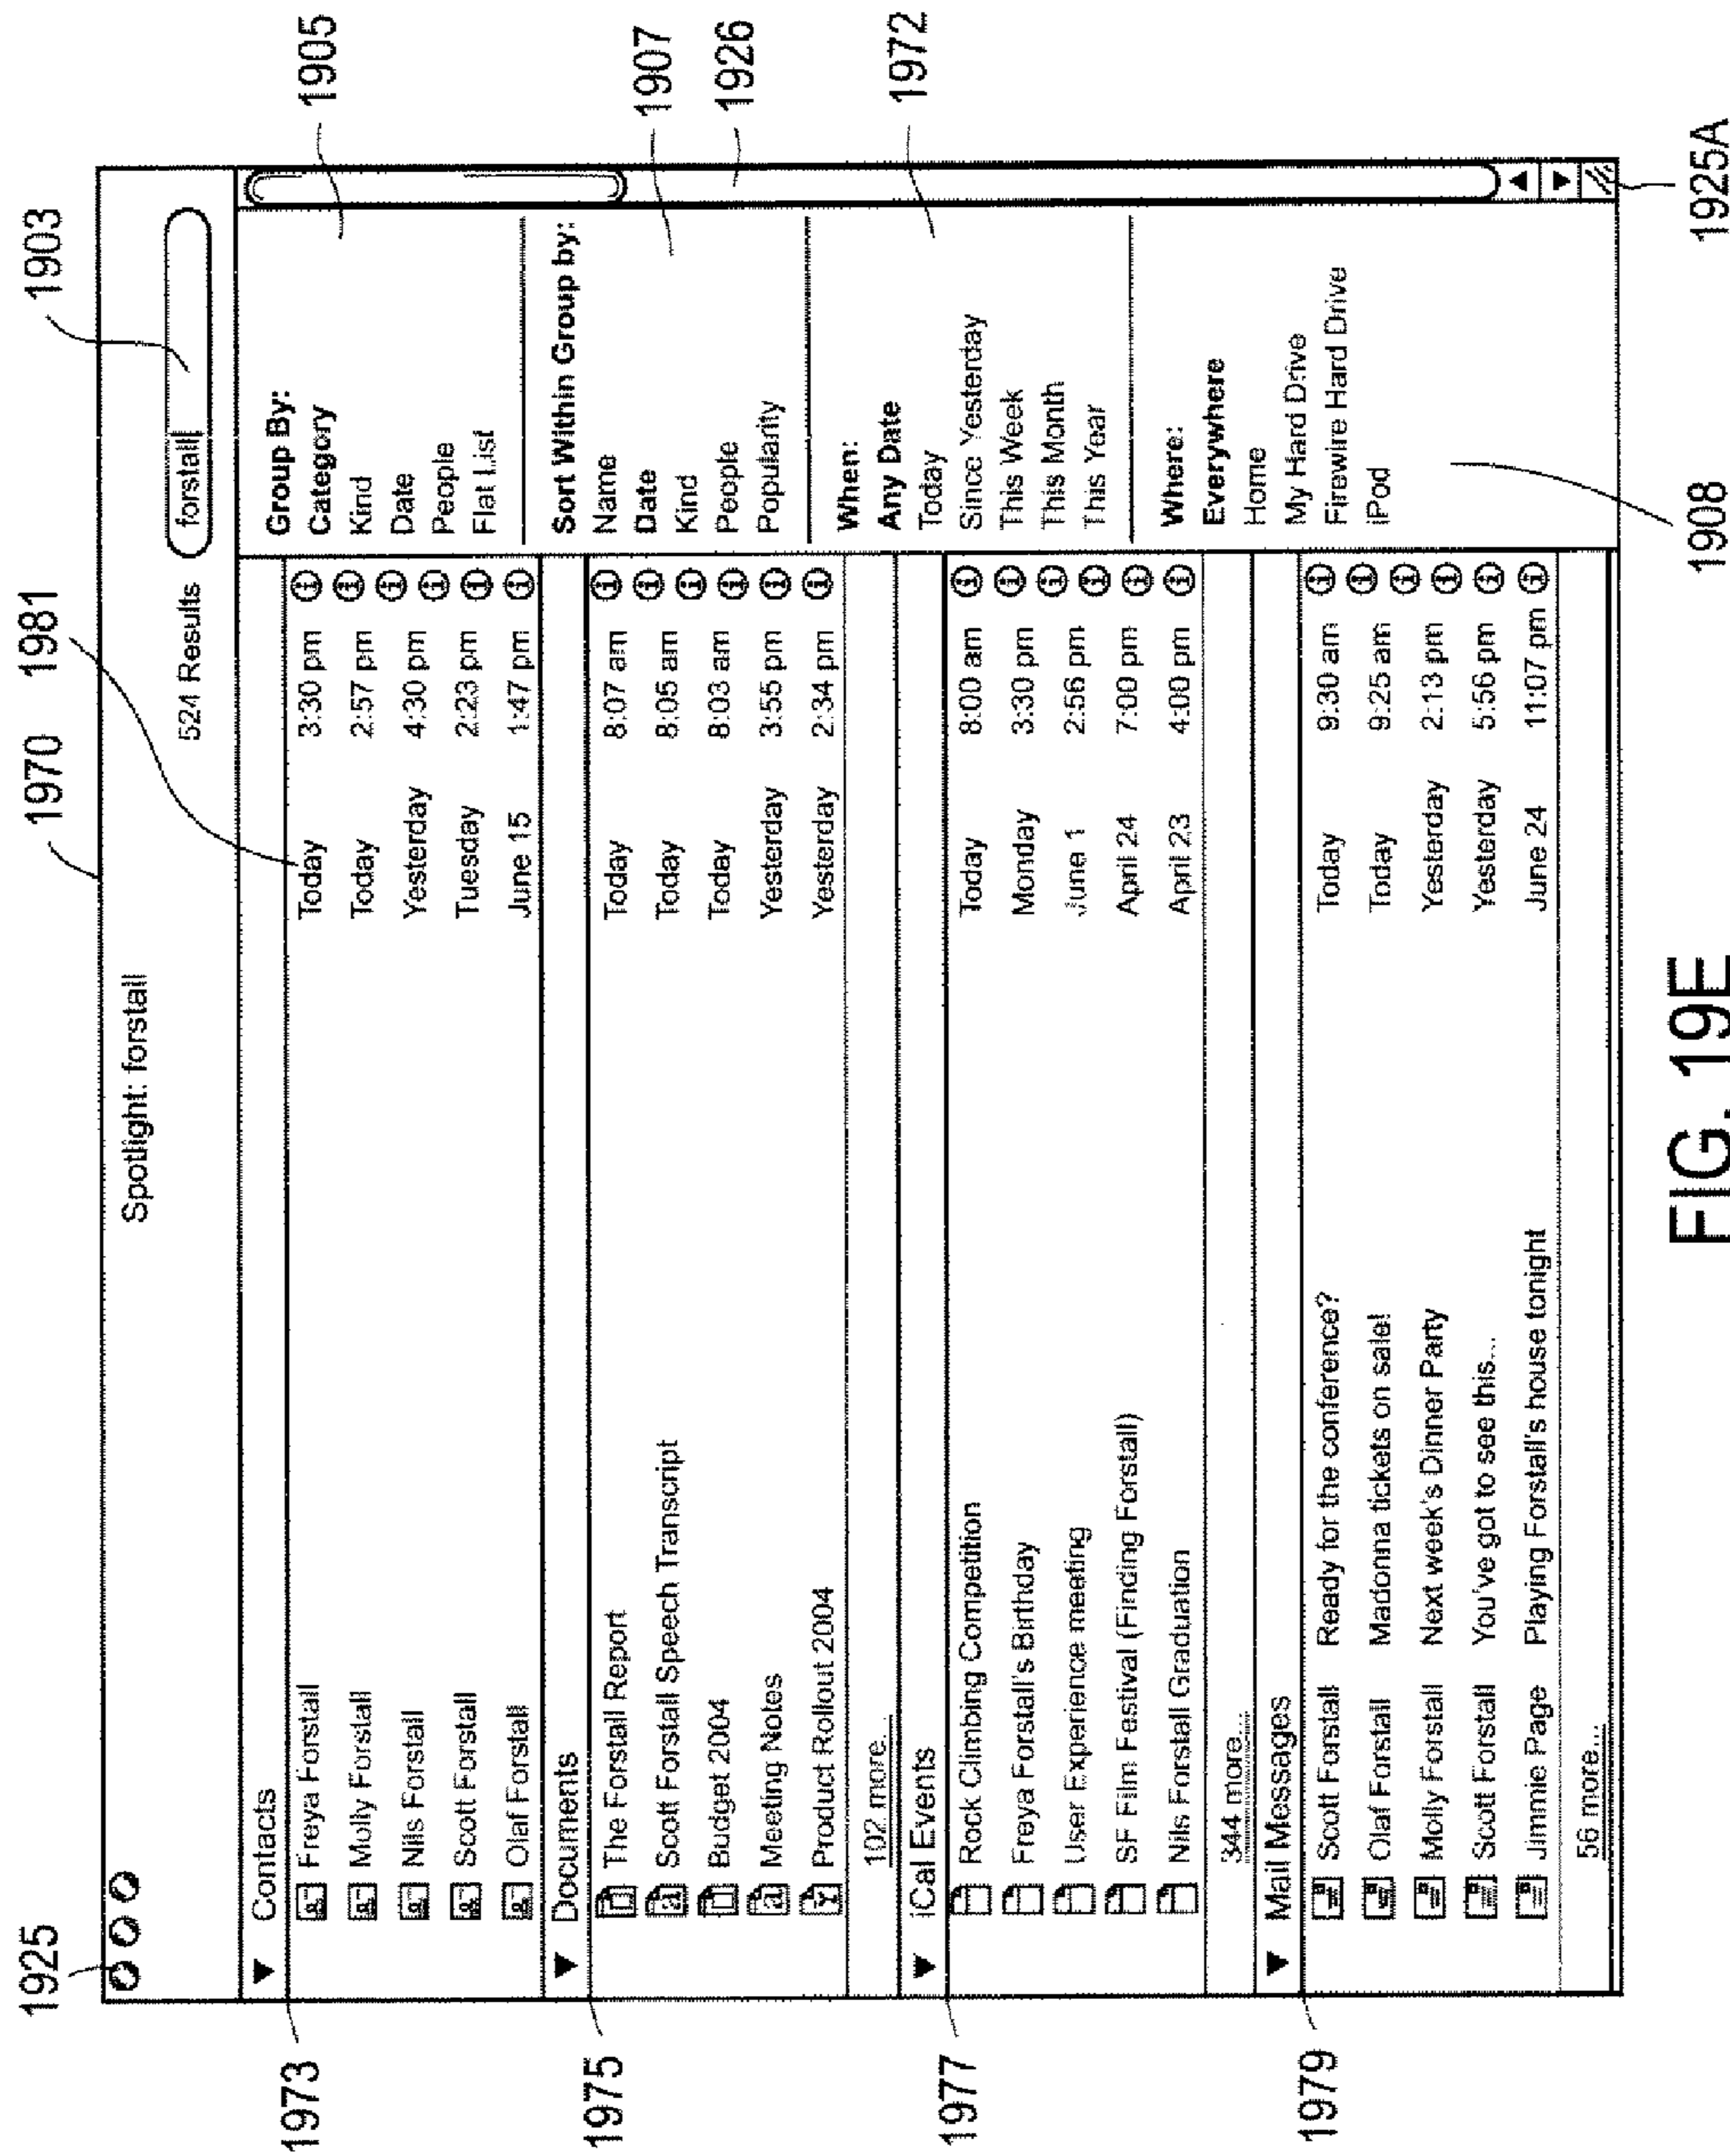 1970 1981
1903
1925
1905
1907
1926
1972
Spotlight: forstall
524 Results
forstall
Contacts
Freya Forstall Today 3:30 pm
Molly Forstall Today 2:57 pm
Nils Forstall Yesterday 4:30 pm
Scott Forstall Tuesday 2:23 pm
Olaf Forstall June 15 1:47 pm
Documents
The Forstall Report Today 8:07 am
Scott Forstall Speech Transcript Today 8:05 am
Budget 2004 Today 8:03 am
Meeting Notes Yesterday 3:55 pm
Product Rollout 2004 Yesterday 2:34 pm
102 more...
iCal Events
Rock Climbing Competition Today 8:00 am
Freya Forstall's Birthday Monday 3:30 pm
User Experience meeting June 1 2:56 pm
SF Film Festival (Finding Forstall) April 24 7:00 pm
Nils Forstall Graduation April 23 4:00 pm
344 more...
Mail Messages
Scott Forstall Ready for the conference? Today 9:30 am
Olaf Forstall Madonna tickets on sale! Today 9:25 am
Molly Forstall Next week's Dinner Party Yesterday 2:13 pm
Scott Forstall You've got to see this... Yesterday 5:56 pm
Jimmie Page Playing Forstall's house tonight June 24 11:07 pm
56 more...
Group By:
Category
Kind
Date
People
Flat List
Sort Within Group by:
Name
Date
Kind
People
Popularity
When:
Any Date
Today
Since Yesterday
This Week
This Month
This Year
Where:
Everywhere
Home
My Hard Drive
Firewire Hard Drive
iPod
1973
1975
1977
1979
1908
1925A
FIG. 19E